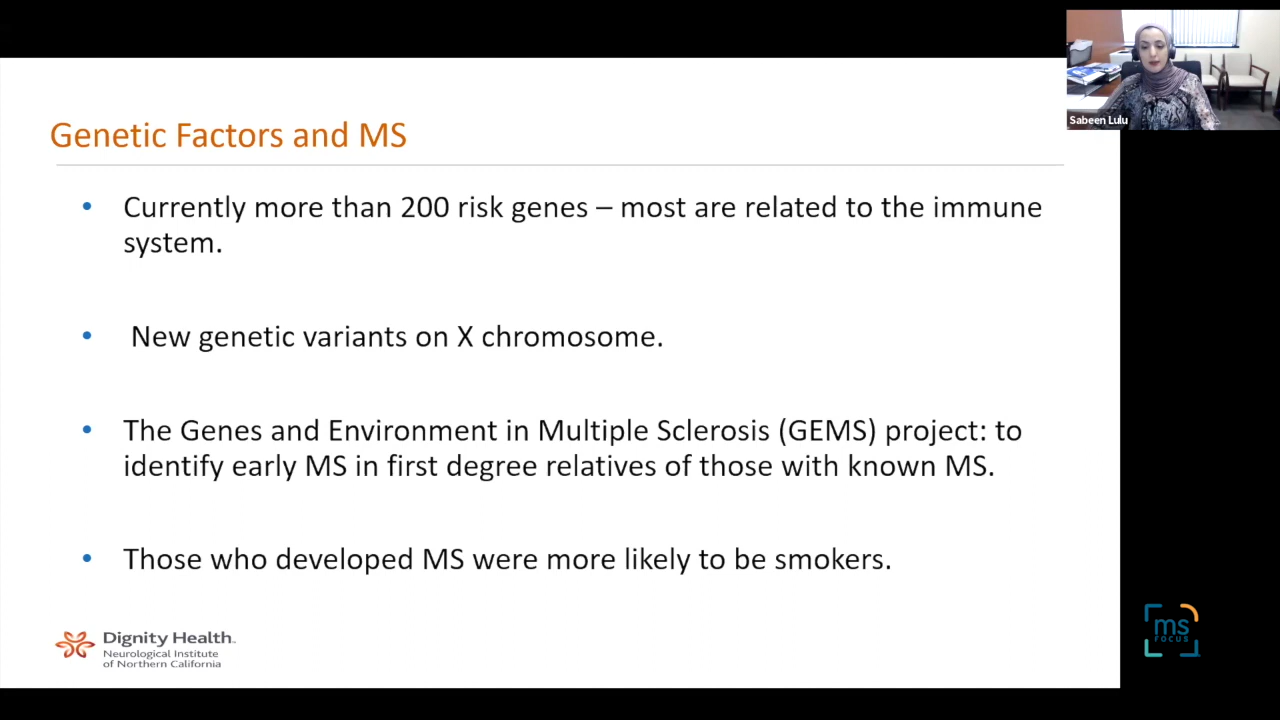 Sabeen Lulu
Genetic Factors and MS
• Currently more than 200 risk genes – most are related to the immune
system.
• New genetic variants on X chromosome.
• The Genes and Environment in Multiple Sclerosis (GEMS) project: to
identify early MS in first degree relatives of those with known MS.
• Those who developed MS were more likely to be smokers.
Dignity Health™
Neurological Institute
of Northern California
ms
FOCUS